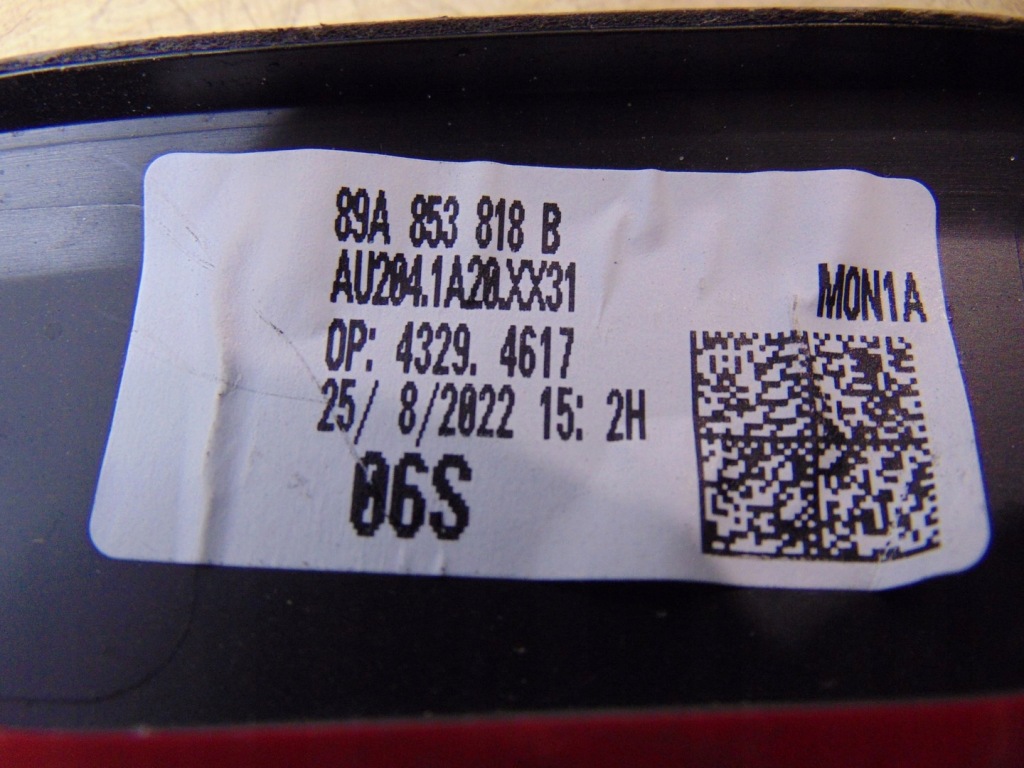 89A 853 818 B
AU204.1A20.XX31
MON1A
OP: 4329. 4617
25/ 8/2022 15: 2H
06S